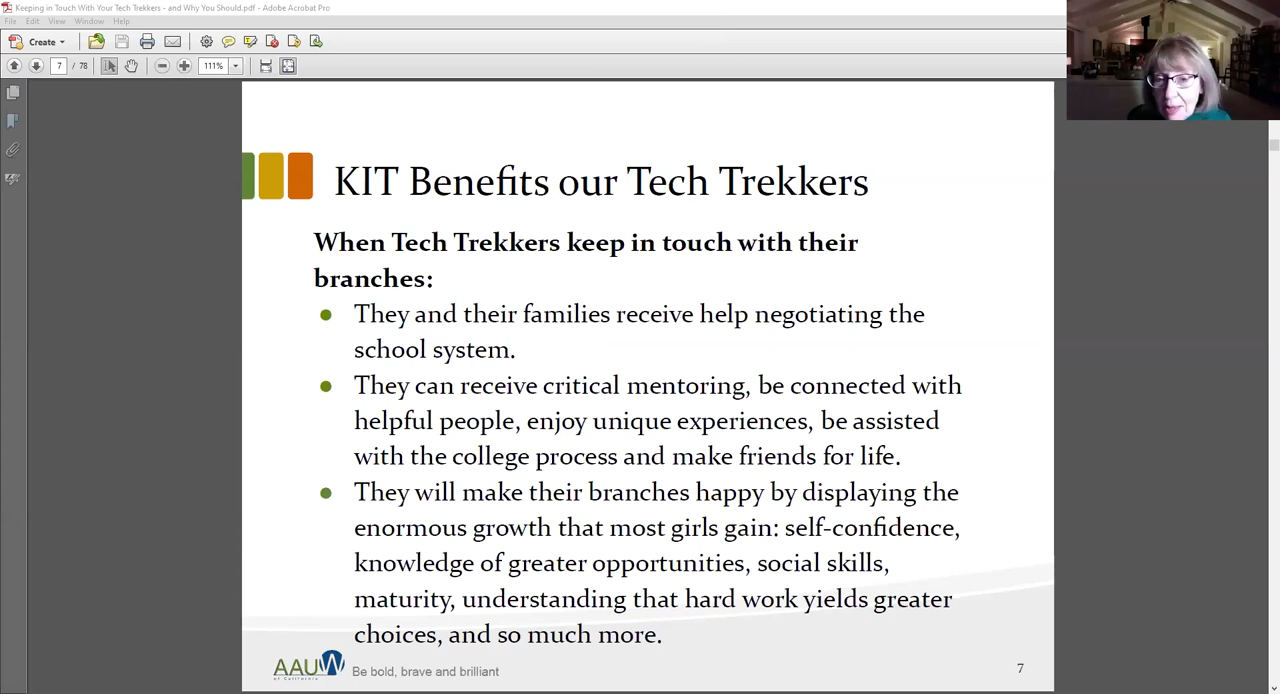 Keeping in Touch With Your Tech Trekkers - and Why You Should.pdf - Adobe Acrobat Pro
File Edit View Window Help
Create
7 / 78 111%
KIT Benefits our Tech Trekkers
When Tech Trekkers keep in touch with their
branches:
They and their families receive help negotiating the
school system.
They can receive critical mentoring, be connected with
helpful people, enjoy unique experiences, be assisted
with the college process and make friends for life.
They will make their branches happy by displaying the
enormous growth that most girls gain: self-confidence,
knowledge of greater opportunities, social skills,
maturity, understanding that hard work yields greater
choices, and so much more.
AAUW
of California
Be bold, brave and brilliant
7